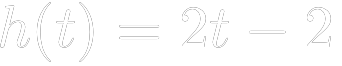 h(t) = 2t − 2